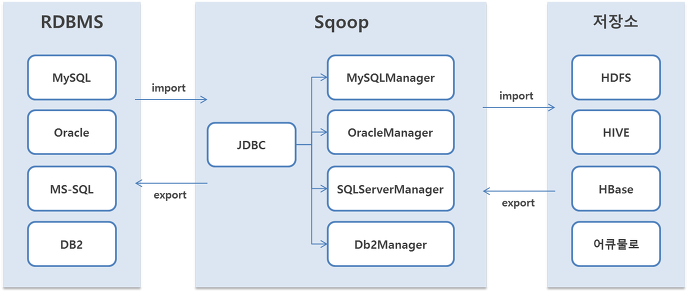 RDBMS
MySQL
Oracle
MS-SQL
DB2
import
export
Sqoop
JDBC
MySQLManager
OracleManager
SQLServerManager
Db2Manager
import
export
저장소
HDFS
HIVE
HBase
어큐물로